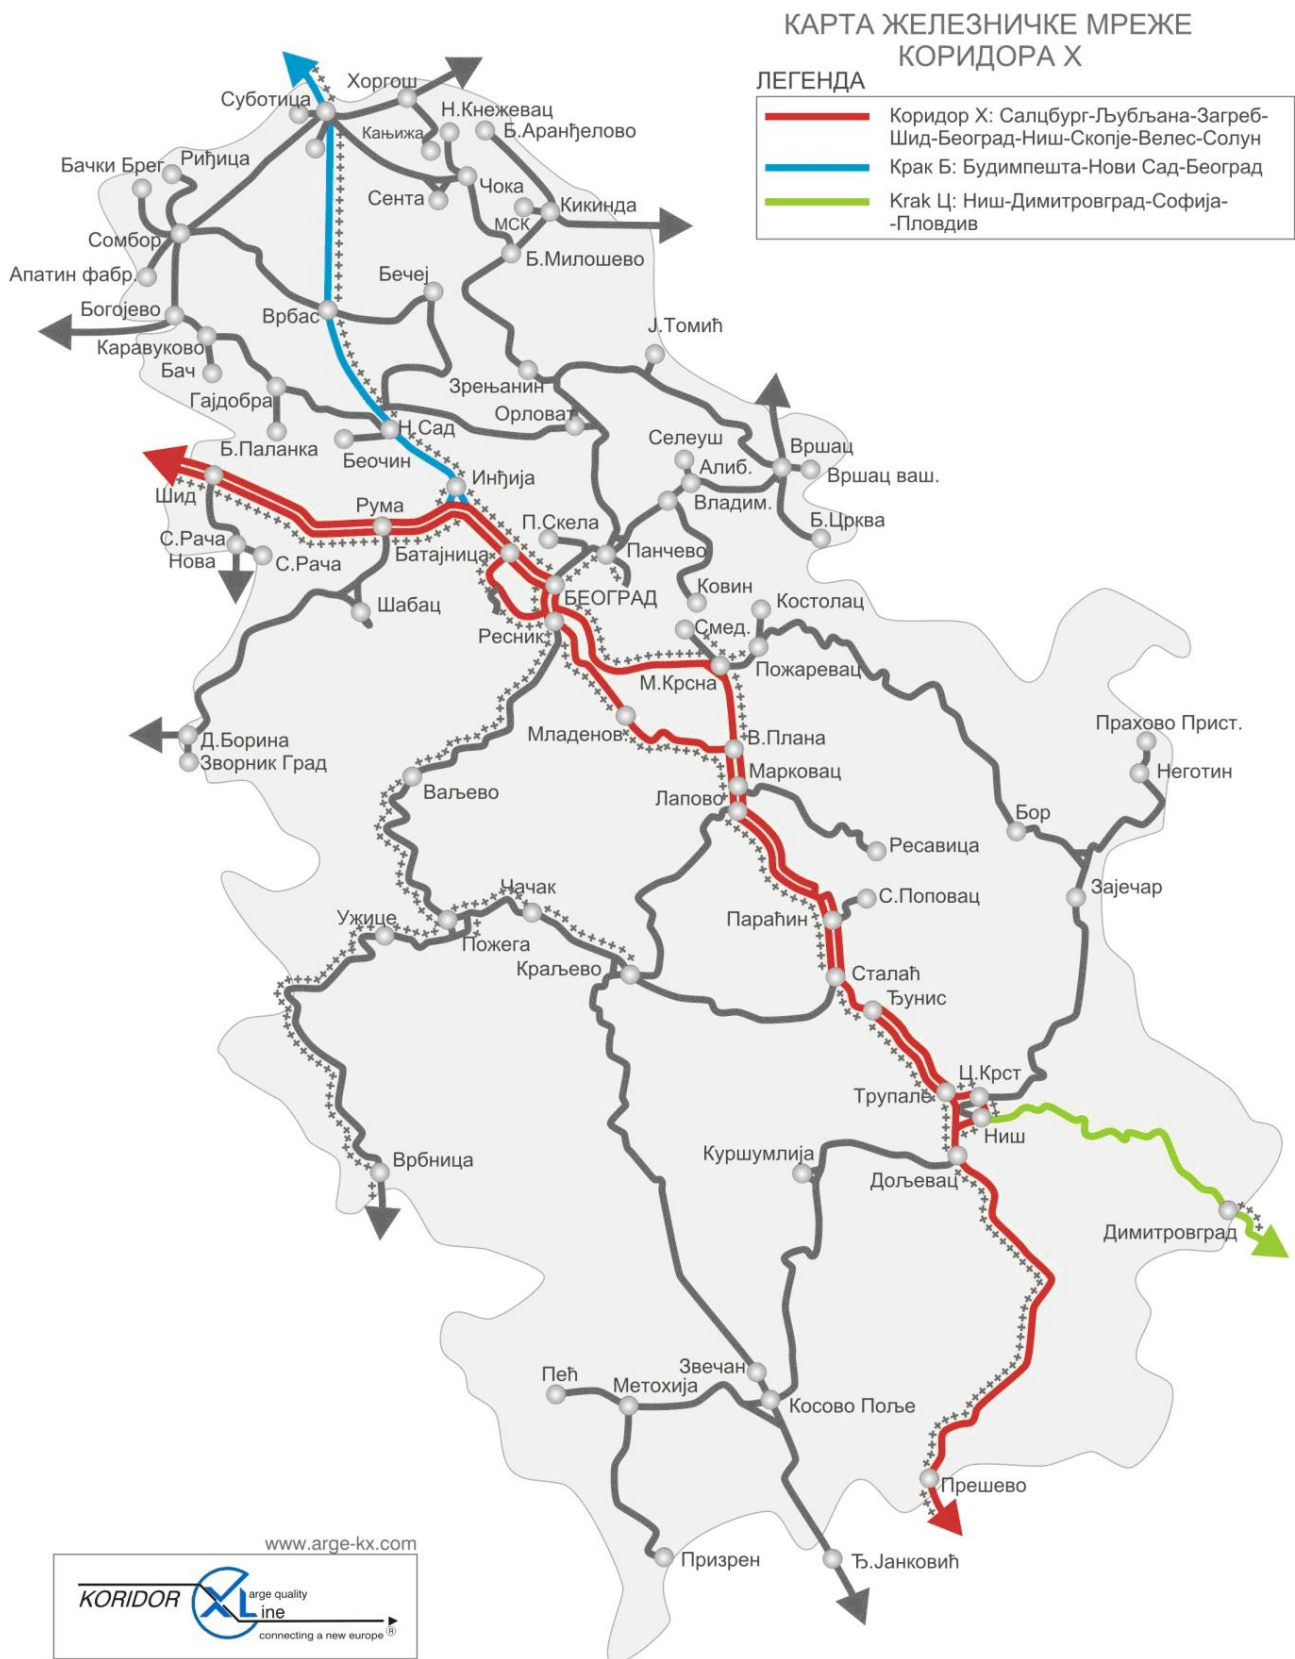 КАРТА ЖЕЛЕЗНИЧКЕ МРЕЖЕ
КОРИДОРА X
ЛЕГЕНДА
Коридор X: Салцбург-Љубљана-Загреб-
Шид-Београд-Ниш-Скопје-Велес-Солун
Крак Б: Будимпешта-Нови Сад-Београд
Krak Ц: Ниш-Димитровград-Софија-
-Пловдив
Хоргош
Суботица
Н.Кнежевац
Кањижа
Б.Аранђелово
Бачки Брег
Риђица
Чока
Сента
Кикинда
МСК
Сомбор
Б.Милошево
Апатин фабр.
Бечеј
Богојево
Врбас
Ј.Томић
Каравуково
Бач
Зрењанин
Гајдобра
Орловат
Н.Сад
Селеуш
Б.Паланка
Беочин
Алиб.
Вршац
Вршац ваш.
Инђија
Шид
Рума
Владим.
П.Скела
Б.Црква
С.Рача
Нова
С.Рача
Батајница
Панчево
Ковин
БЕОГРАД
Костолац
Шабац
Ресник
Смед.
М.Крсна
Пожаревац
Прахово Прист.
Младенов.
В.Плана
Д.Борина
Зворник Град
Марковац
Неготин
Ваљево
Лапово
Бор
Ресавица
Зајечар
С.Поповац
Чачак
Ужице
Параћин
Пожега
Краљево
Сталаћ
Ђунис
Ц.Крст
Трупале
Ниш
Куршумлија
Врбница
Дољевац
Димитровград
Звечан
Пећ
Метохија
Косово Поље
Прешево
www.arge-kx.com
Призрен
Ђ.Јанковић
KORIDOR
XL
arge quality
ine
connecting a new europe ®